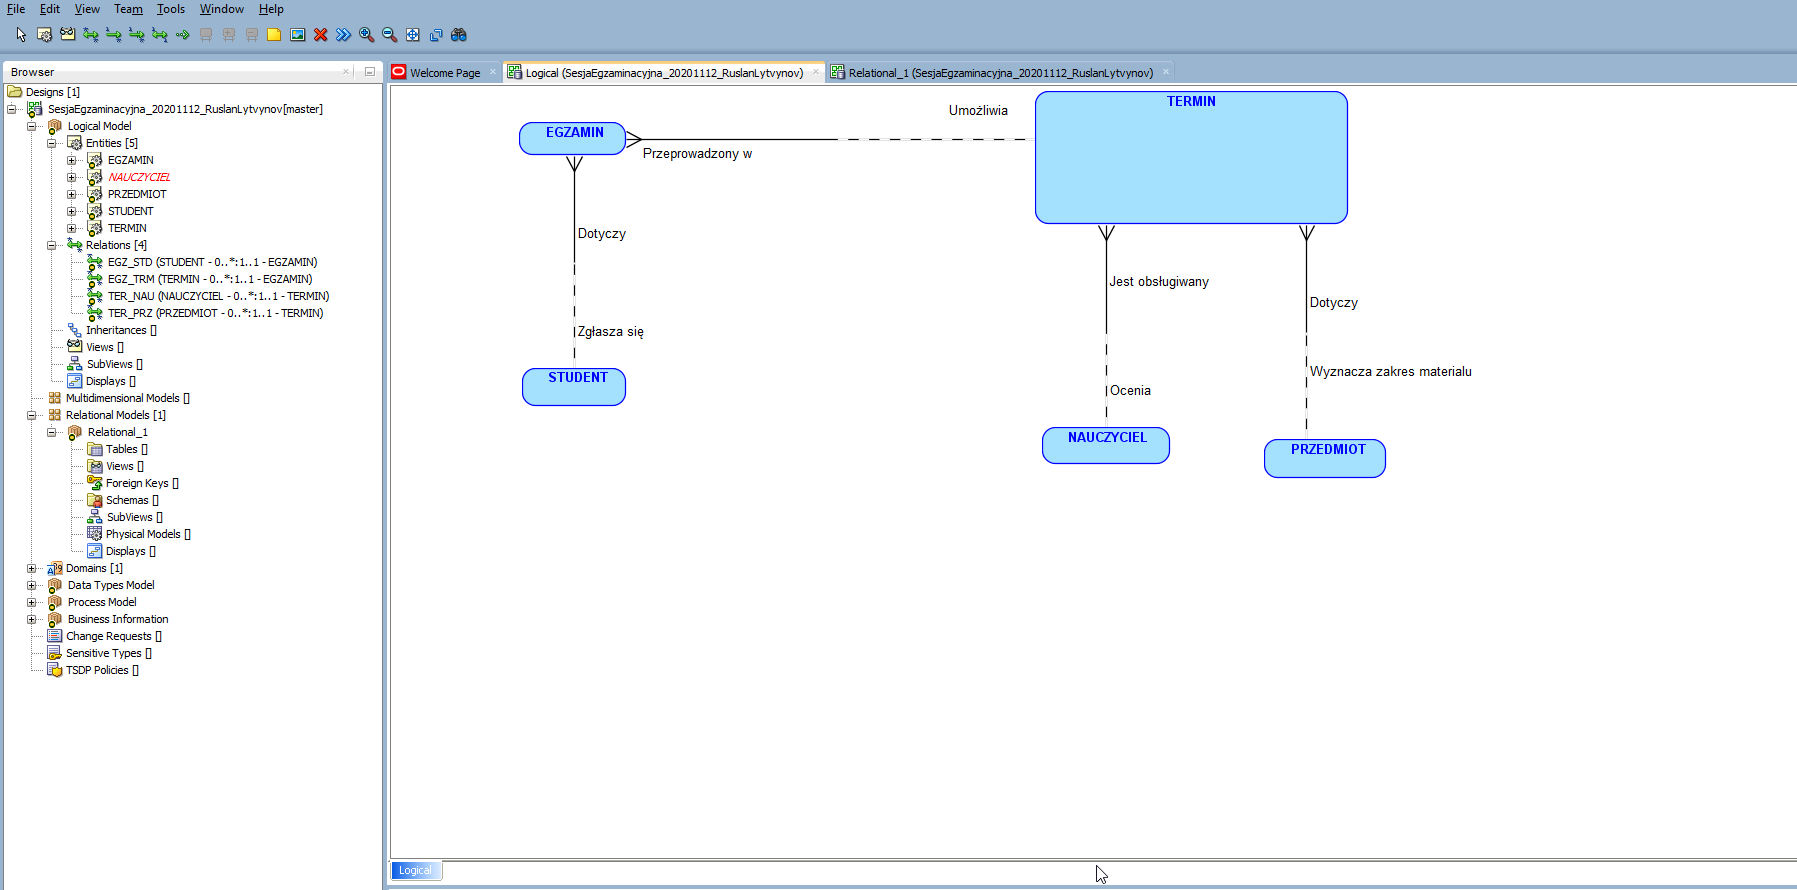 File Edit View Team Tools Window Help
Browser
Designs [1]
SesjaEgzaminacyjna_20201112_RuslanLytvynov[master]
Logical Model
Entities [5]
EGZAMIN
NAUCZYCIEL
PRZEDMIOT
STUDENT
TERMIN
Relations [4]
EGZ_STD (STUDENT - 0..*:1..1 - EGZAMIN)
EGZ_TRM (TERMIN - 0..*:1..1 - EGZAMIN)
TER_NAU (NAUCZYCIEL - 0..*:1..1 - TERMIN)
TER_PRZ (PRZEDMIOT - 0..*:1..1 - TERMIN)
Inheritances []
Views []
SubViews []
Displays []
Multidimensional Models []
Relational Models [1]
Relational_1
Tables []
Views []
Foreign Keys []
Schemas []
SubViews []
Physical Models []
Displays []
Domains [1]
Data Types Model
Process Model
Business Information
Change Requests []
Sensitive Types []
TSDP Policies []
Welcome Page
Logical (SesjaEgzaminacyjna_20201112_RuslanLytvynov)
Relational_1 (SesjaEgzaminacyjna_20201112_RuslanLytvynov)
TERMIN
Umożliwia
EGZAMIN
Przeprowadzony w
Dotyczy
Jest obsługiwany
Dotyczy
Zgłasza się
Wyznacza zakres materialu
STUDENT
Ocenia
NAUCZYCIEL
PRZEDMIOT
Logical